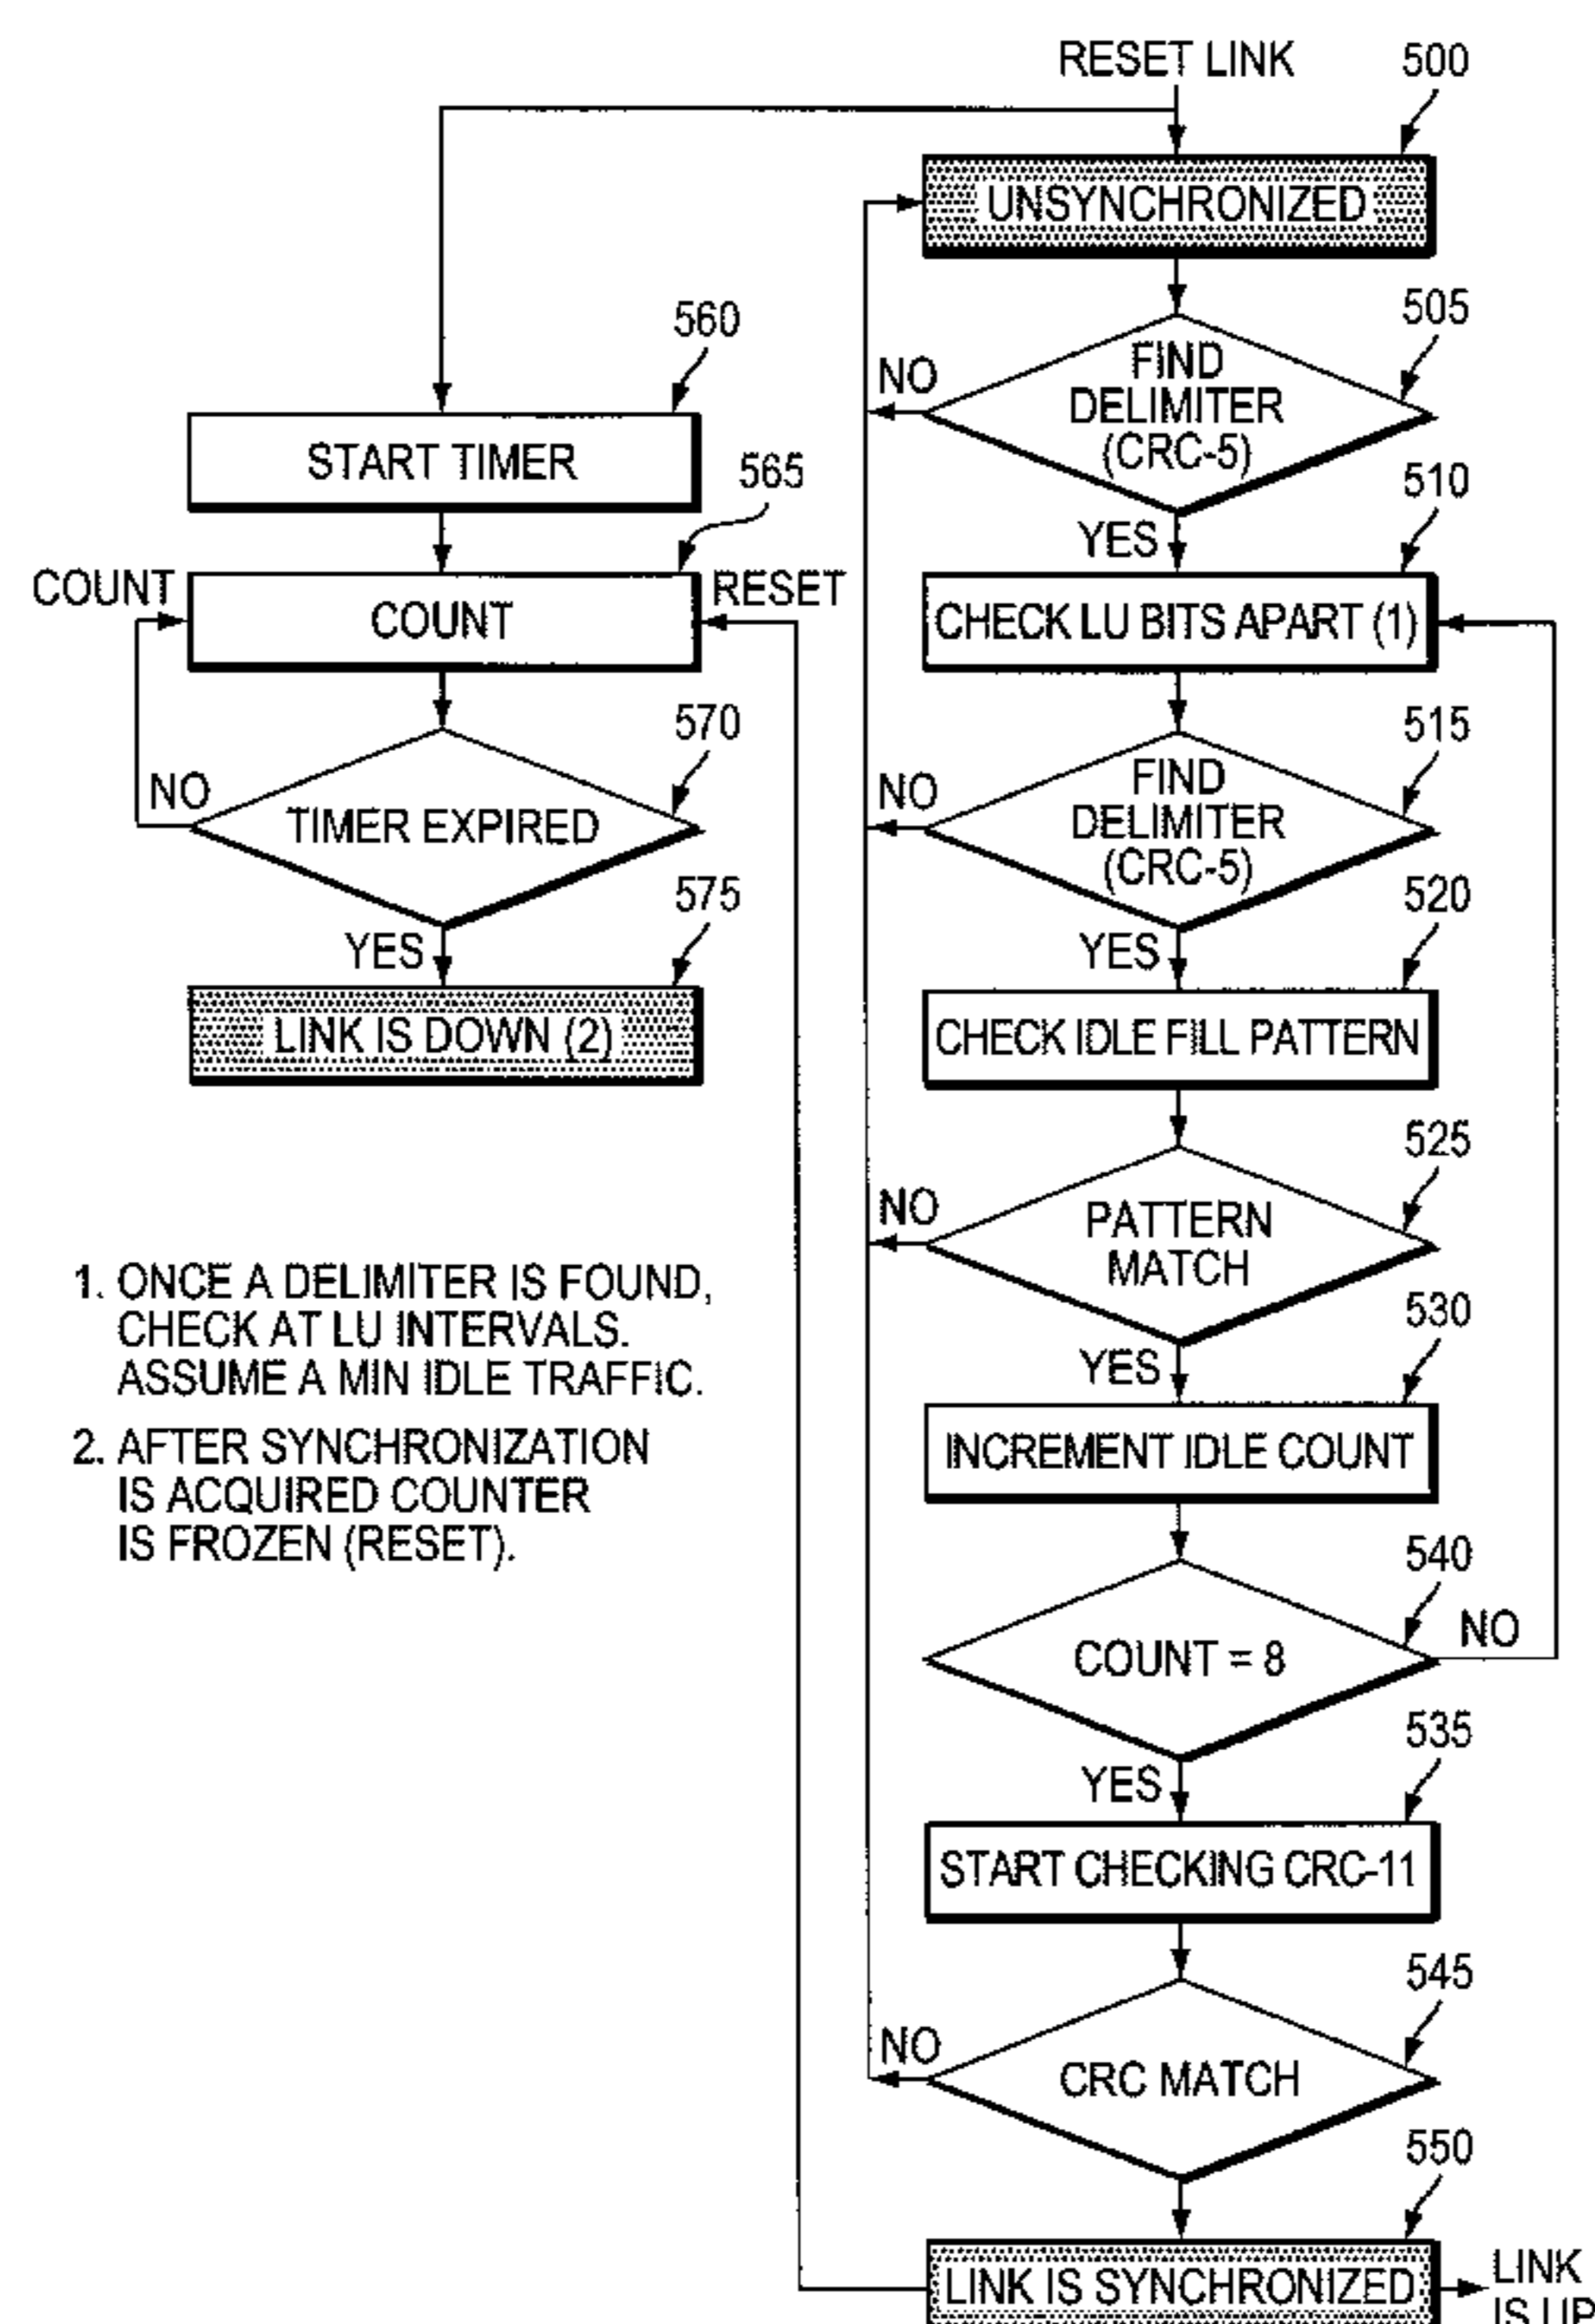 RESET LINK
500
UNSYNCHRONIZED
505
FIND
DELIMITER
(CRC-5)
NO
YES
510
CHECK LU BITS APART (1)
515
FIND
DELIMITER
(CRC-5)
NO
YES
520
CHECK IDLE FILL PATTERN
525
PATTERN
MATCH
NO
YES
530
INCREMENT IDLE COUNT
540
COUNT = 8
NO
YES
535
START CHECKING CRC-11
545
CRC MATCH
NO
550
LINK IS SYNCHRONIZED
LINK
IS UP
560
START TIMER
565
COUNT
COUNT
RESET
570
TIMER EXPIRED
NO
YES
575
LINK IS DOWN (2)
1. ONCE A DELIMITER IS FOUND,
CHECK AT LU INTERVALS.
ASSUME A MIN IDLE TRAFFIC.
2. AFTER SYNCHRONIZATION
IS ACQUIRED COUNTER
IS FROZEN (RESET).